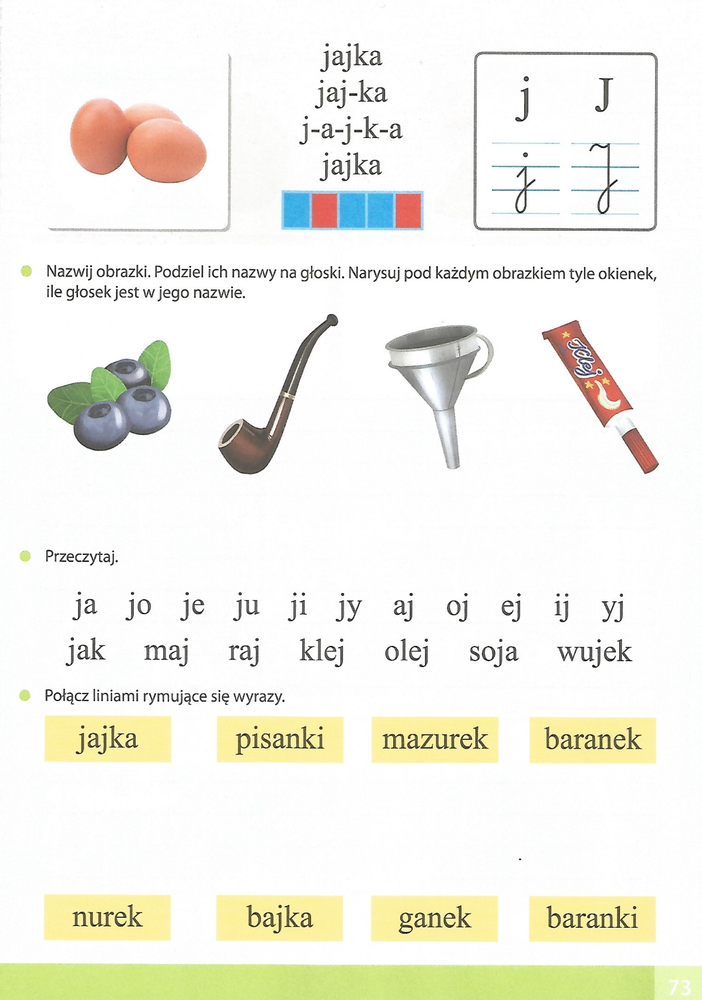 jajka
jaj-ka
j-a-j-k-a
jajka
j J
j J
Nazwij obrazki. Podziel ich nazwy na głoski. Narysuj pod każdym obrazkiem tyle okienek,
ile głosek jest w jego nazwie.
Klej
Przeczytaj.
ja jo je ju ji jy aj oj ej ij yj
jak maj raj klej olej soja wujek
Połącz liniami rymujące się wyrazy.
jajka pisanki mazurek baranek
nurek bajka ganek baranki
73